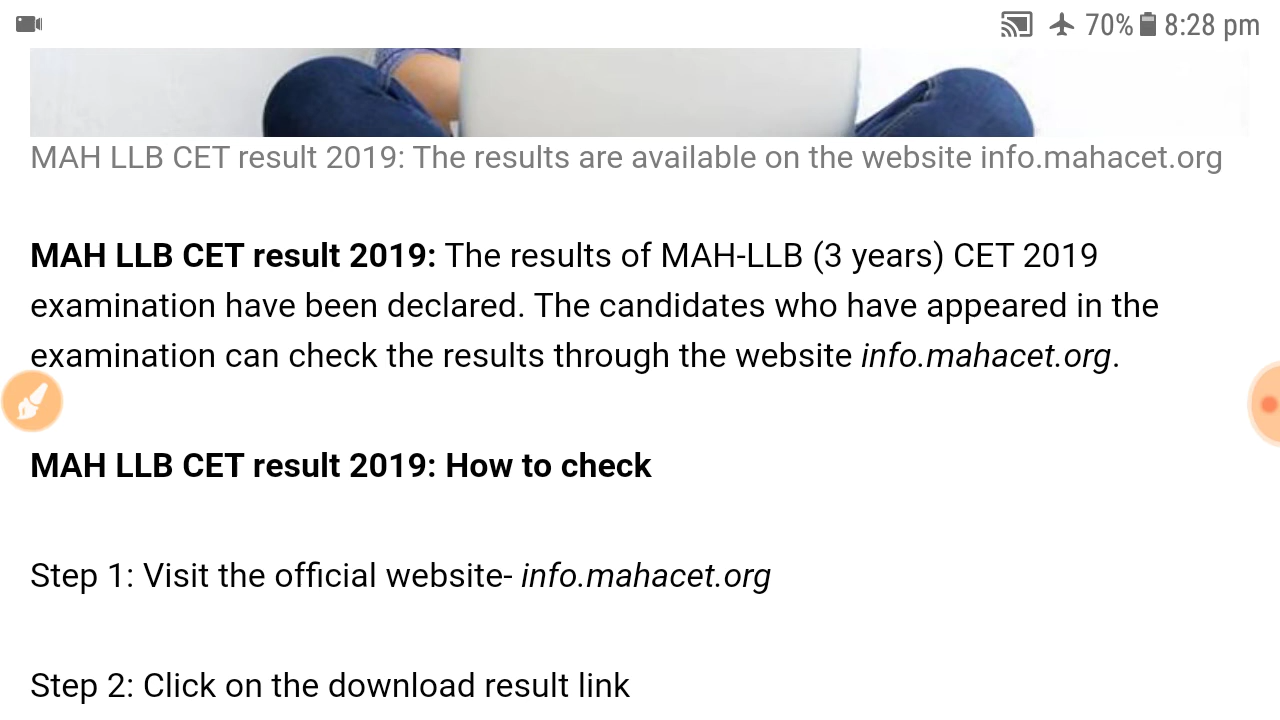 70% 8:28 pm
MAH LLB CET result 2019: The results are available on the website info.mahacet.org
MAH LLB CET result 2019: The results of MAH-LLB (3 years) CET 2019
examination have been declared. The candidates who have appeared in the
examination can check the results through the website info.mahacet.org.
MAH LLB CET result 2019: How to check
Step 1: Visit the official website- info.mahacet.org
Step 2: Click on the download result link